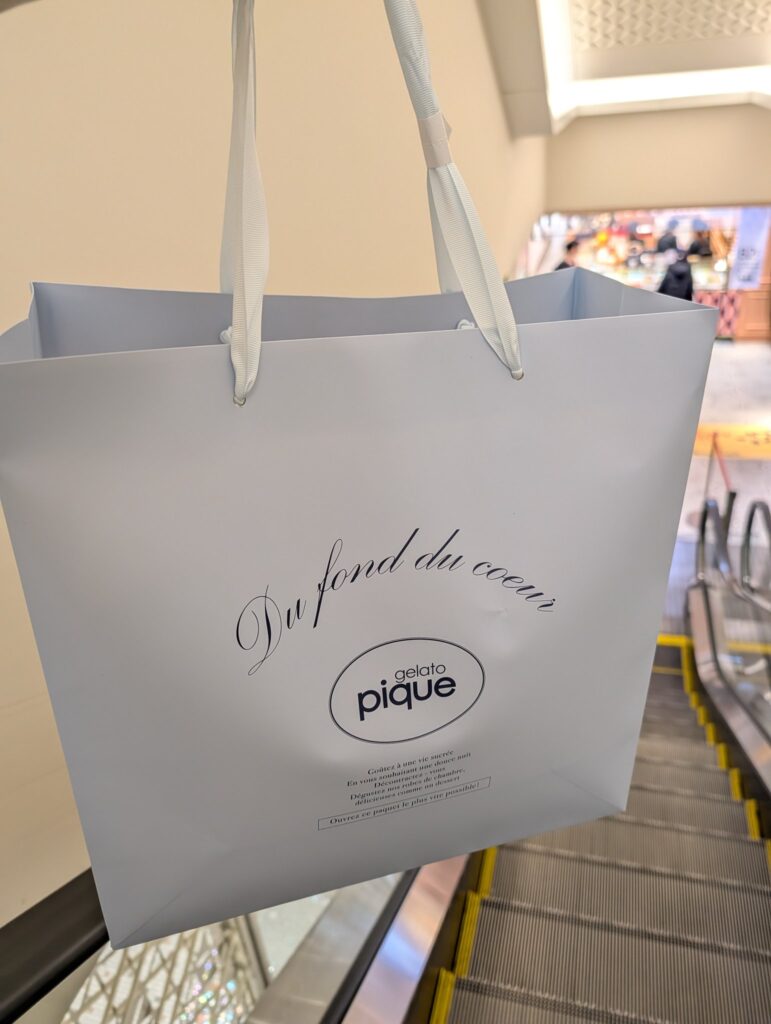 Du fond du coeur
gelato
pique
Goûtez à une vie sucrée
En vous souhaitant une douce nuit
Décontractez - vous
Dégustez nos robes de chambre,
délicieuses comme un dessert
Ouvrez ce paquet le plus vite possible!